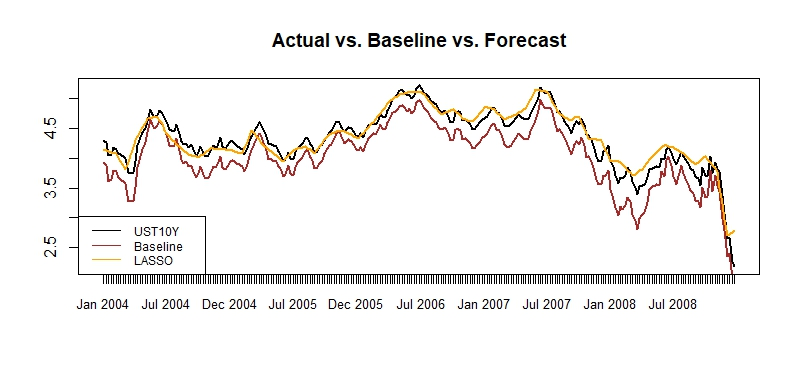 Actual vs. Baseline vs. Forecast
4.5
3.5
2.5
UST10Y
Baseline
LASSO
Jan 2004 Jul 2004 Dec 2004 Jul 2005 Dec 2005 Jul 2006 Jan 2007 Jul 2007 Jan 2008 Jul 2008